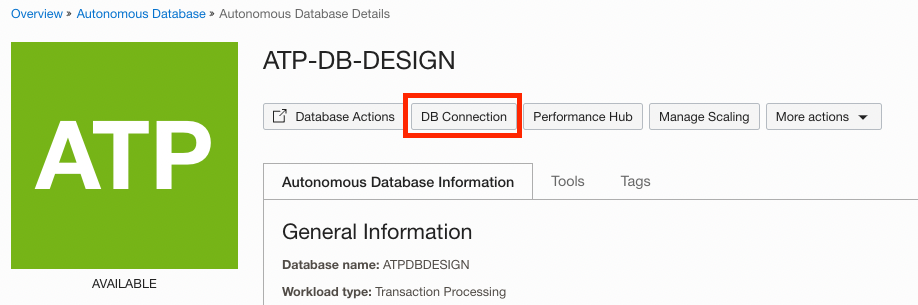 Overview » Autonomous Database » Autonomous Database Details
ATP
AVAILABLE
ATP-DB-DESIGN
Database Actions DB Connection Performance Hub Manage Scaling More actions
Autonomous Database Information Tools Tags
General Information
Database name: ATPDBDESIGN
Workload type: Transaction Processing